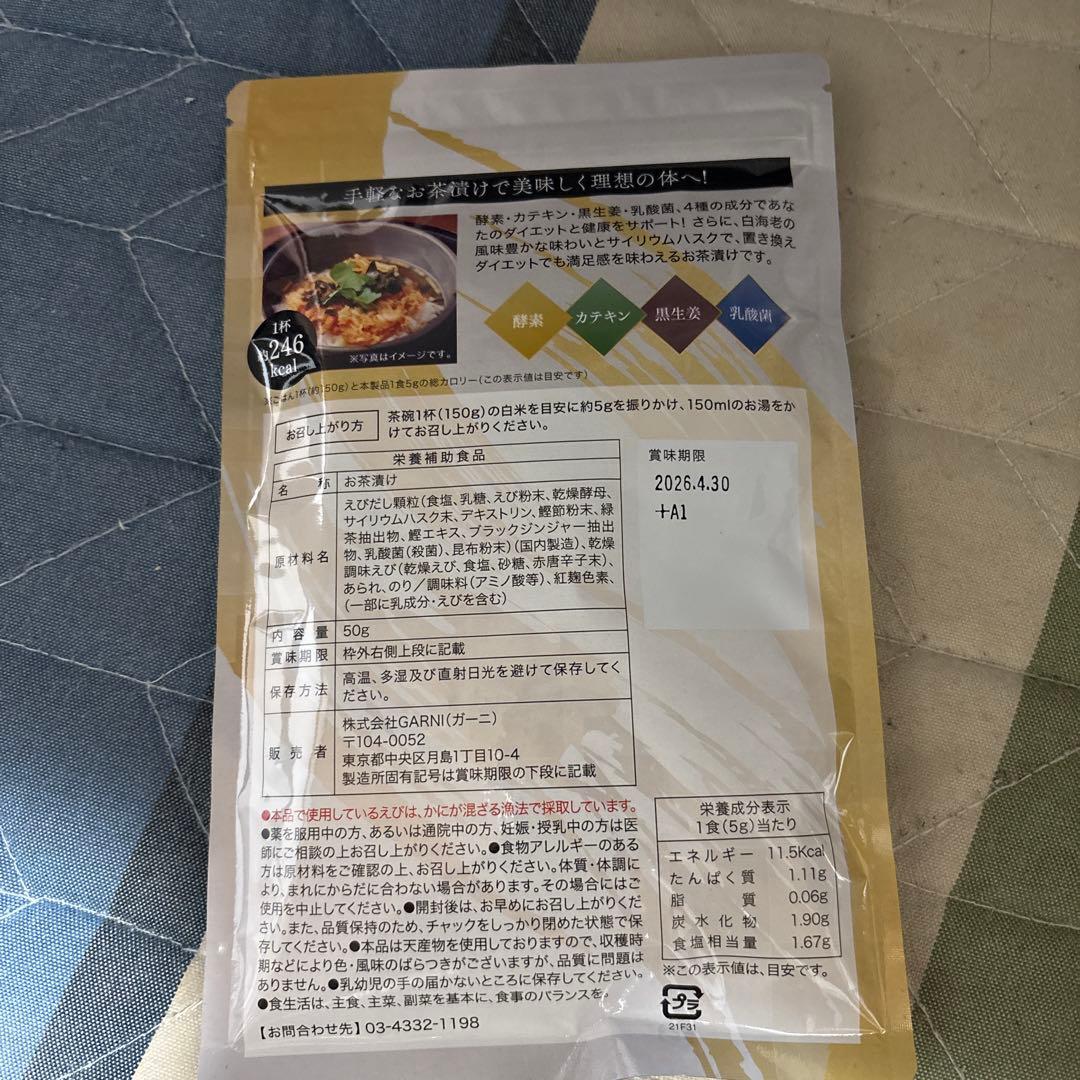 手軽なお茶漬けで美味しく理想の体へ!
酵素・カテキン・黒生姜・乳酸菌、4種の成分であな
たのダイエットと健康をサポート! さらに、白海老の
風味豊かな味わいとサイリウムハスクで、置き換え
ダイエットでも満足感を味わえるお茶漬けです。
酵素
カテキン
黒生姜
乳酸菌
1杯
約246
kcal
※写真はイメージです。
※ごはん1杯(約150g)と本製品1食5gの総カロリー(この表示値は目安です)
お召し上がり方
茶碗1杯(150g)の白米を目安に約5gを振りかけ、150mlのお湯をか
けてお召し上がりください。
栄養補助食品
名 称 お茶漬け
原材料名
えびだし顆粒(食塩、乳糖、えび粉末、乾燥酵母、
サイリウムハスク末、デキストリン、鰹節粉末、緑
茶抽出物、鰹エキス、ブラックジンジャー抽出
物、乳酸菌(殺菌)、昆布粉末)(国内製造)、乾燥
調味えび(乾燥えび、食塩、砂糖、赤唐辛子末)、
あられ、のり/調味料(アミノ酸等)、紅麹色素、
(一部に乳成分・えびを含む)
内容量 50g
賞味期限 枠外右側上段に記載
保存方法
高温、多湿及び直射日光を避けて保存してく
ださい。
販売者
株式会社GARNI(ガーニ)
〒104-0052
東京都中央区月島1丁目10-4
製造所固有記号は賞味期限の下段に記載
賞味期限
2026.4.30
+A1
●本品で使用しているえびは、かにが混ざる漁法で採取しています。
●薬を服用中の方、あるいは通院中の方、妊娠・授乳中の方は医
師にご相談の上お召し上がりください。●食物アレルギーのある
方は原材料をご確認の上、お召し上がりください。体質・体調に
より、まれにからだに合わない場合があります。その場合にはご
使用を中止してください。●開封後は、お早めにお召し上がりくだ
さい。また、品質保持のため、チャックをしっかり閉めた状態で保
存してください。●本品は天産物を使用しておりますので、収穫時
期などにより色・風味のばらつきがございますが、品質に問題は
ありません。●乳幼児の手の届かないところに保存してください。
●食生活は、主食、主菜、副菜を基本に、食事のバランスを。
【お問合わせ先】03-4332-1198
栄養成分表示
1食(5g)当たり
エネルギー 11.5Kcal
たんぱく質 1.11g
脂質 0.06g
炭水化物 1.90g
食塩相当量 1.67g
※この表示値は、目安です。
プラ
21F31